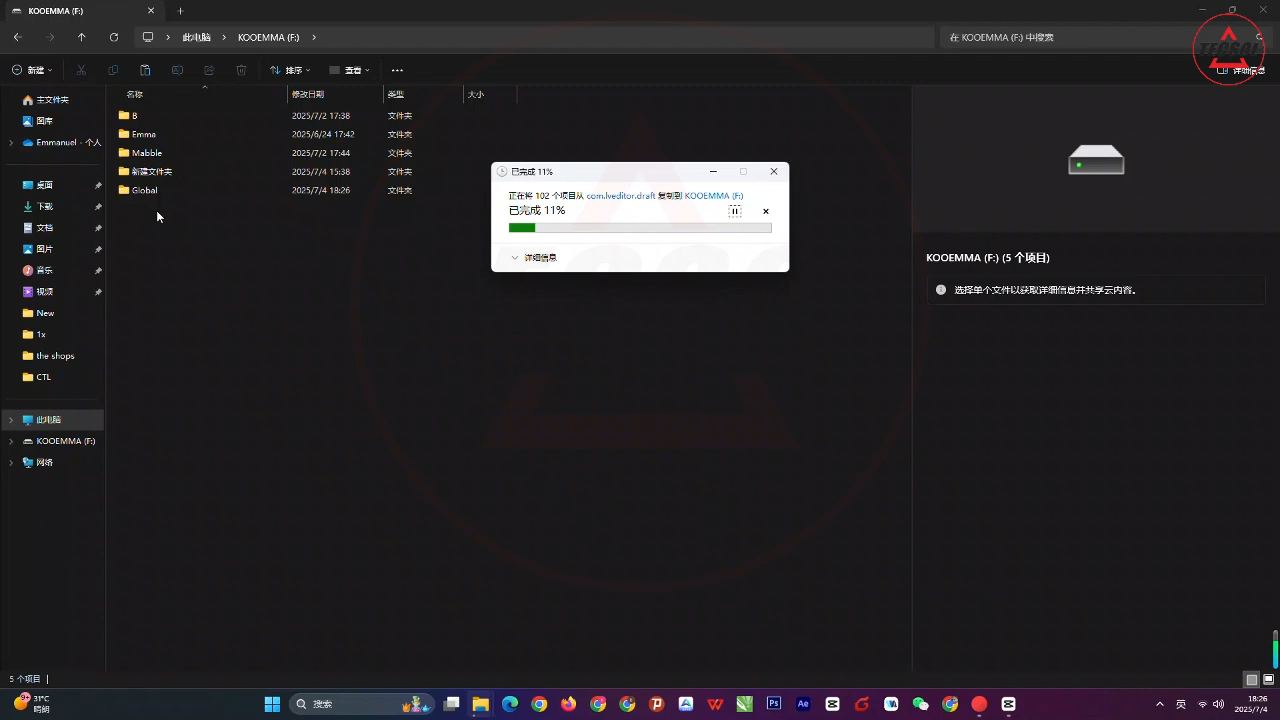 KOOEMMA (F:)
此电脑
KOOEMMA (F:)
在 KOOEMMA (F:) 中搜索
TECSOL
新建
排序
查看
详细信息
主文件夹
图库
Emmanuel - 个人
桌面
下载
图片
音乐
视频
New
1x
the shops
CTL
此电脑
KOOEMMA (F:)
网络
名称 修改日期 类型 大小
B 2025/7/2 17:38 文件夹
Emma 2025/6/24 17:42 文件夹
Mabble 2025/7/2 17:44 文件夹
新建文件夹 2025/7/4 15:38 文件夹
Global 2025/7/4 18:26 文件夹
已完成 11%
正在将 102 个项目从 com.lveditor.draft 复制到 KOOEMMA (F:)
已完成 11%
详细信息
KOOEMMA (F:) (5 个项目)
选择单个文件以获取详细信息并共享云内容。
5 个项目
9+
31°C
搜索
Ps
Ae
英
18:26
2025/7/4